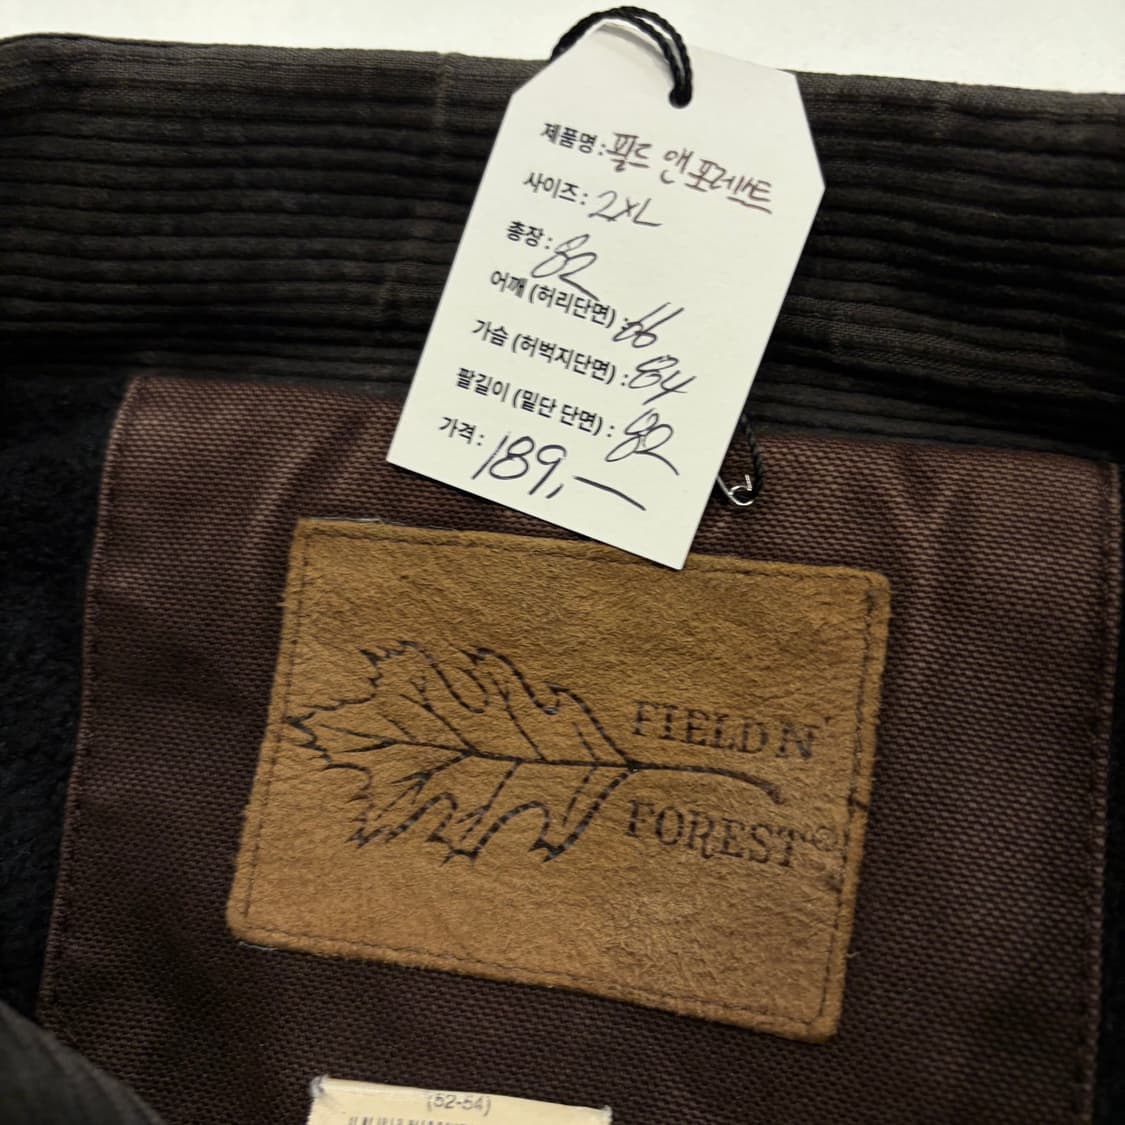 제품명: 필드 앤 포레스트
사이즈: 2XL
총장: 82
어깨 (허리단면) : 66
가슴 (허벅지단면) : 84
팔길이 (밑단 단면) : 82
가격: 189,—
FIELD N'
FOREST®
(52-54)